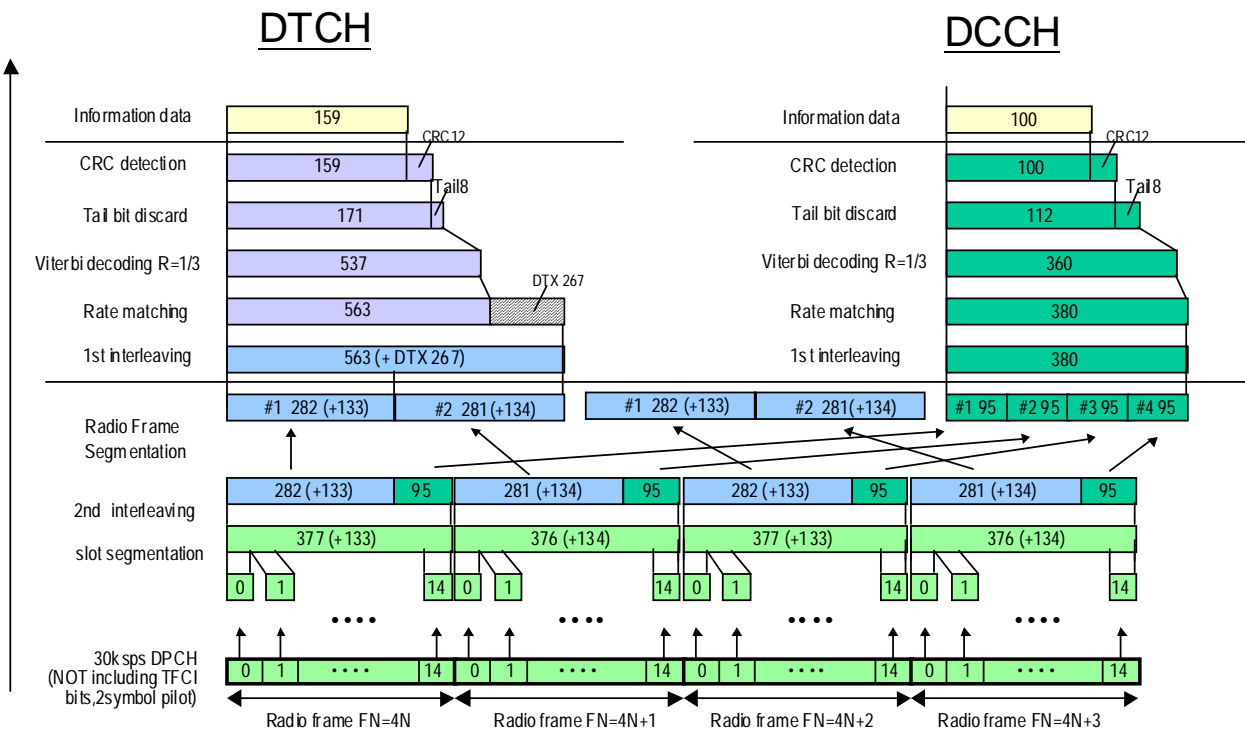 DTCH
DCCH
Information data
159
Information data
100
CRC12
CRC12
CRC detection
159
CRC detection
100
Tail8
Tail8
Tail bit discard
171
Tail bit discard
112
Viterbi decoding R=1/3
537
Viterbi decoding R=1/3
360
DTX 267
Rate matching
563
Rate matching
380
1st interleaving
563 (+ DTX 267)
1st interleaving
380
#1 282 (+133)
#2 281 (+134)
#1 282 (+133)
#2 281(+134)
#1 95
#2 95
#3 95
#4 95
Radio Frame
Segmentation
282 (+133)
95
281 (+134)
95
282 (+133)
95
281 (+134)
95
2nd interleaving
377 (+133)
376 (+134)
377 (+133)
376 (+134)
slot segmentation
0 1 14 0 1 14 0 1 14 0 1 14
•••• •••• •••• ••••
30ksps DPCH
(NOT including TFCI
bits,2symbol pilot)
0 1 •••• 14 0 1 •••• 14 0 1 •••• 14 0 1 •••• 14
Radio frame FN=4N
Radio frame FN=4N+1
Radio frame FN=4N+2
Radio frame FN=4N+3